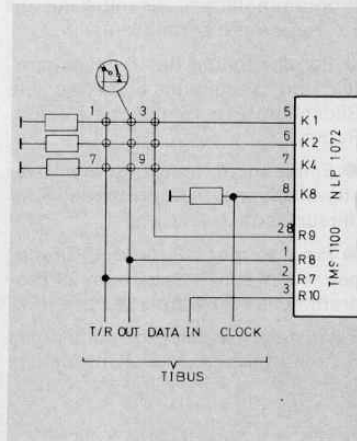 1 3 5 K1
6 K2
7 9 7 K4
8 K8
28 R9
1 R8
2 R7
3 R10
TMS 1100 NLP 1072
T/R OUT DATA IN CLOCK
TIBUS